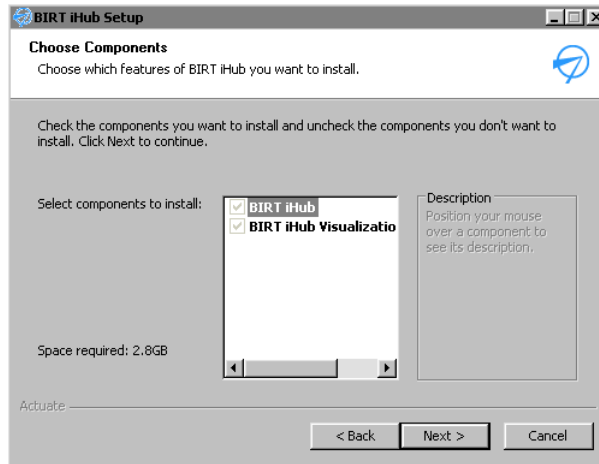 BIRT iHub Setup
Choose Components
Choose which features of BIRT iHub you want to install.
Check the components you want to install and uncheck the components you don't want to
install. Click Next to continue.
Select components to install:
BIRT iHub
BIRT iHub Visualizatio
Description
Position your mouse
over a component to
see its description.
Space required: 2.8GB
Actuate
< Back
Next >
Cancel